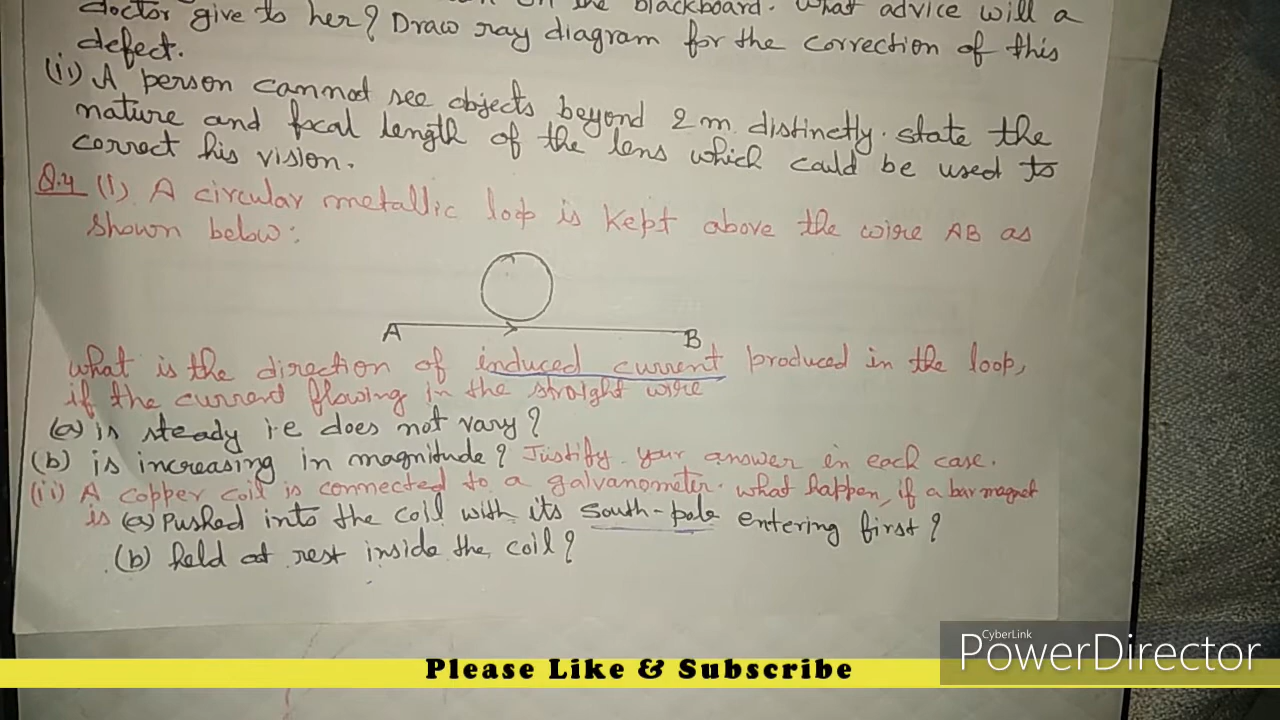 doctor give to her? Draw ray diagram for the correction of this
the blackboard. What advice will a
defect.
(ii) A person cannot see objects beyond 2m distinctly. state the
nature and focal length of the lens which could be used to
correct his vision.
Q.4 (i). A circular metallic loop is kept above the wire AB as
shown below:
A B
what is the direction of induced current produced in the loop,
if the current flowing in the straight wire
(a) is steady i.e does not vary?
(b) is increasing in magnitude? Justify your answer in each case.
(ii) A copper coil is connected to a galvanometer. what happen, if a bar magnet
is (a) Pushed into the coil with its south-pole entering first?
(b) held at rest inside the coil?
CyberLink
PowerDirector
Please Like & Subscribe